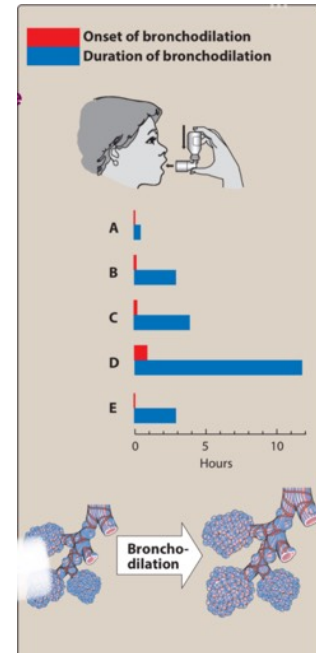 Onset of bronchodilation
Duration of bronchodilation
A
B
C
D
E
0 5 10
Hours
Broncho-
dilation